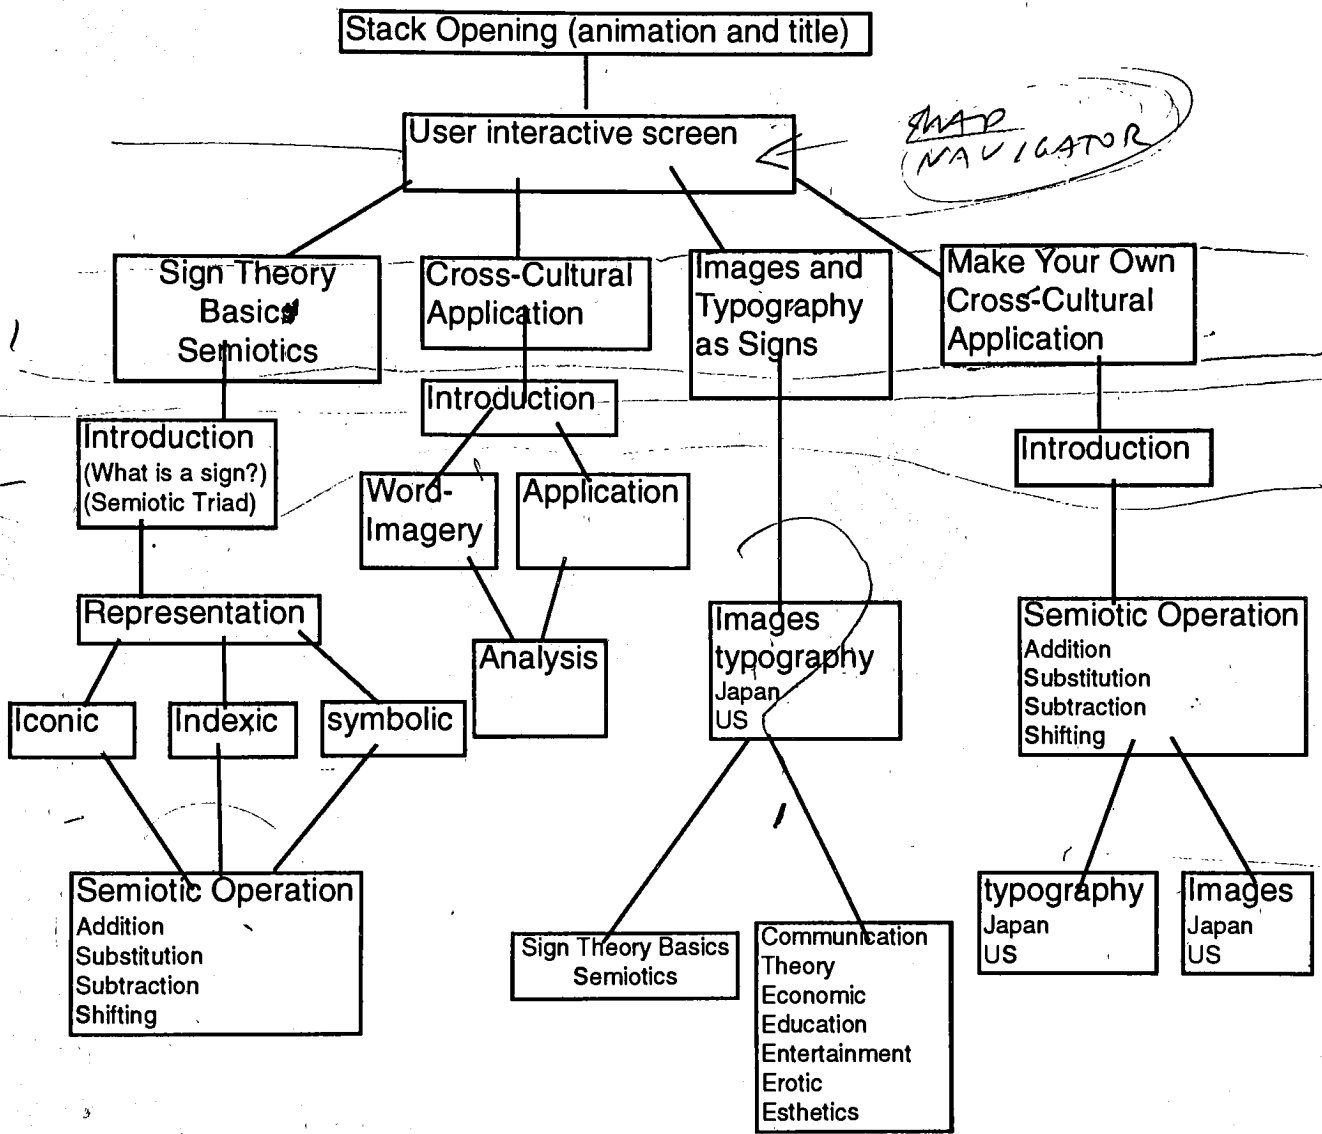 Stack Opening (animation and title)
User interactive screen
MAP
NAVIGATOR
Sign Theory
Basics
Semiotics
Cross-Cultural
Application
Images and
Typography
as Signs
Make Your Own
Cross-Cultural
Application
Introduction
(What is a sign?)
(Semiotic Triad)
Introduction
Introduction
Word-
Imagery
Application
Representation
Analysis
Images
typography
Japan
US
Semiotic Operation
Addition
Substitution
Subtraction
Shifting
Iconic
Indexic
symbolic
Semiotic Operation
Addition
Substitution
Subtraction
Shifting
Sign Theory Basics
Semiotics
Communication
Theory
Economic
Education
Entertainment
Erotic
Esthetics
typography
Japan
US
Images
Japan
US